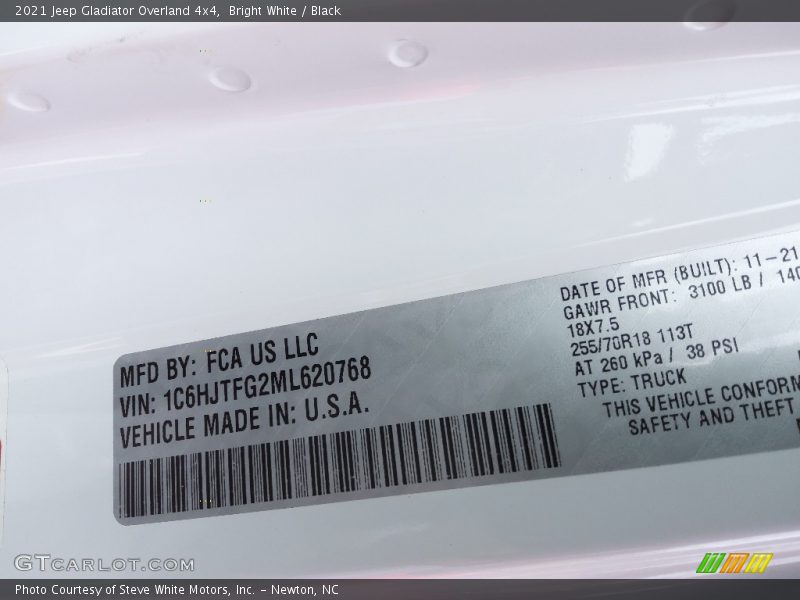 2021 Jeep Gladiator Overland 4x4, Bright White / Black
MFD BY: FCA US LLC
VIN: 1C6HJTFG2ML620768
VEHICLE MADE IN: U.S.A.
DATE OF MFR (BUILT): 11-21
GAWR FRONT: 3100 LB / 140
18X7.5
255/70R18 113T
AT 260 kPa / 38 PSI
TYPE: TRUCK
THIS VEHICLE CONFORM
SAFETY AND THEFT
GTCARLOT.COM
Photo Courtesy of Steve White Motors, Inc. - Newton, NC